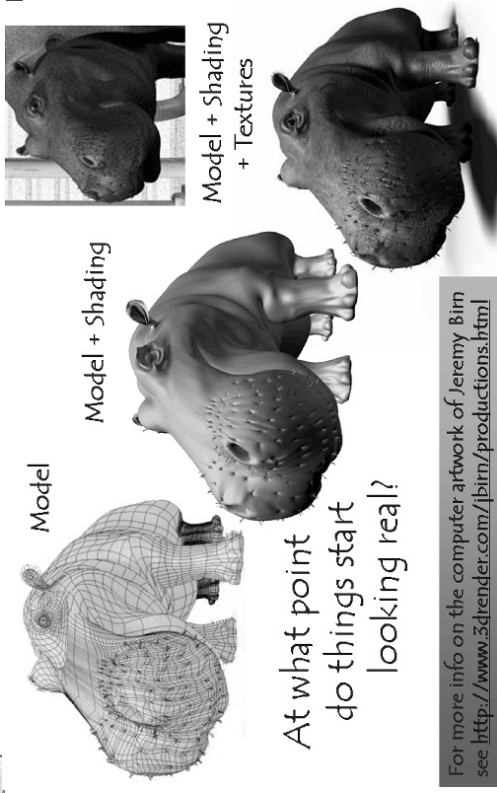 Model
Model + Shading
Model + Shading
+ Textures
At what point
do things start
looking real?
For more info on the computer artwork of Jeremy Birn
see http://www.3drender.com/jbirn/productions.html